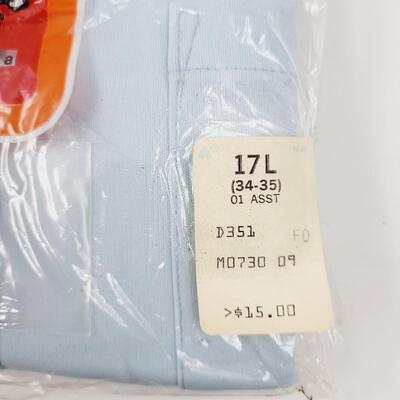 a
17L
(34-35)
01 ASST
D351 FO
M0730 09
>$15.00